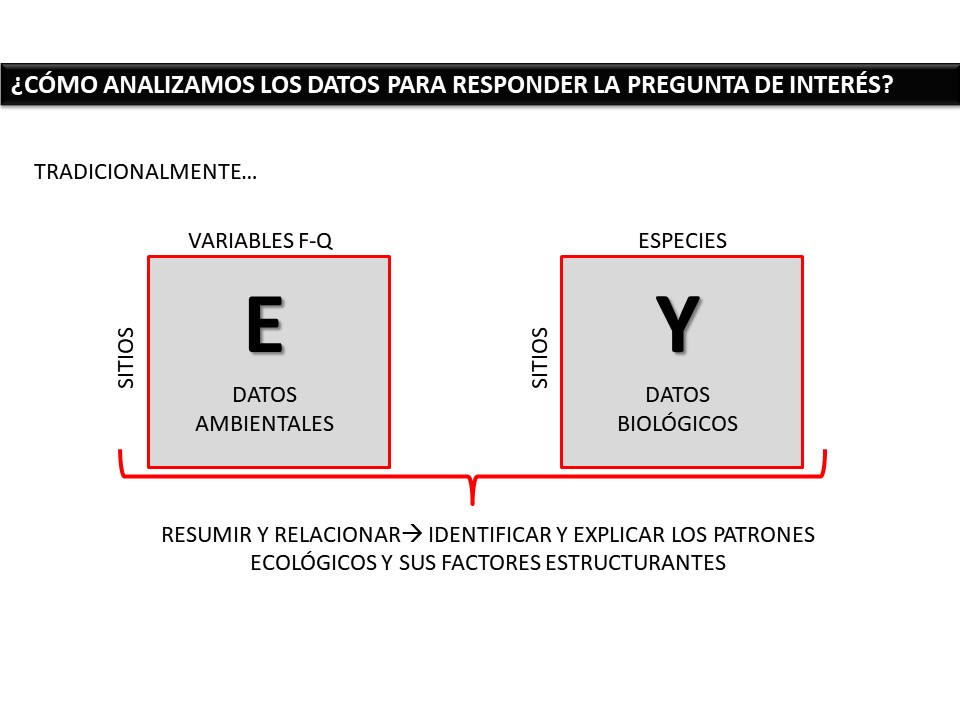 ¿CÓMO ANALIZAMOS LOS DATOS PARA RESPONDER LA PREGUNTA DE INTERÉS?
TRADICIONALMENTE...
VARIABLES F-Q
SITIOS
E
DATOS
AMBIENTALES
ESPECIES
SITIOS
Y
DATOS
BIOLÓGICOS
RESUMIR Y RELACIONAR→ IDENTIFICAR Y EXPLICAR LOS PATRONES
ECOLÓGICOS Y SUS FACTORES ESTRUCTURANTES